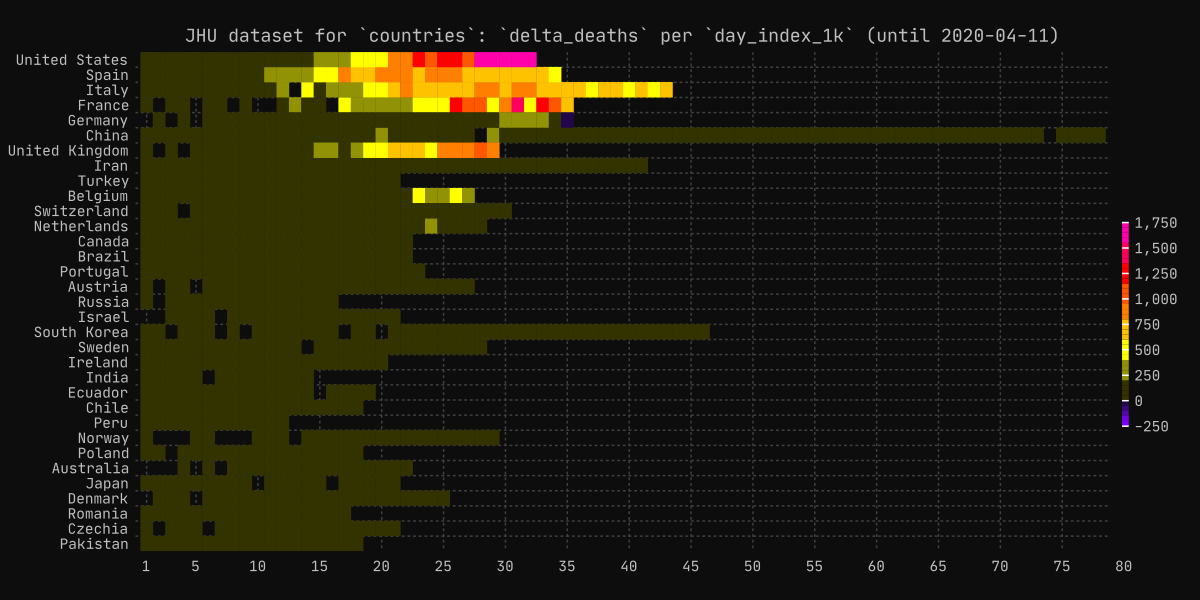 JHU dataset for `countries`: `delta_deaths` per `day_index_1k` (until 2020-04-11)
United States
Spain
Italy
France
Germany
China
United Kingdom
Iran
Turkey
Belgium
Switzerland
Netherlands
Canada
Brazil
Portugal
Austria
Russia
Israel
South Korea
Sweden
Ireland
India
Ecuador
Chile
Peru
Norway
Poland
Australia
Japan
Denmark
Romania
Czechia
Pakistan
1 5 10 15 20 25 30 35 40 45 50 55 60 65 70 75 80
1,750
1,500
1,250
1,000
750
500
250
0
−250